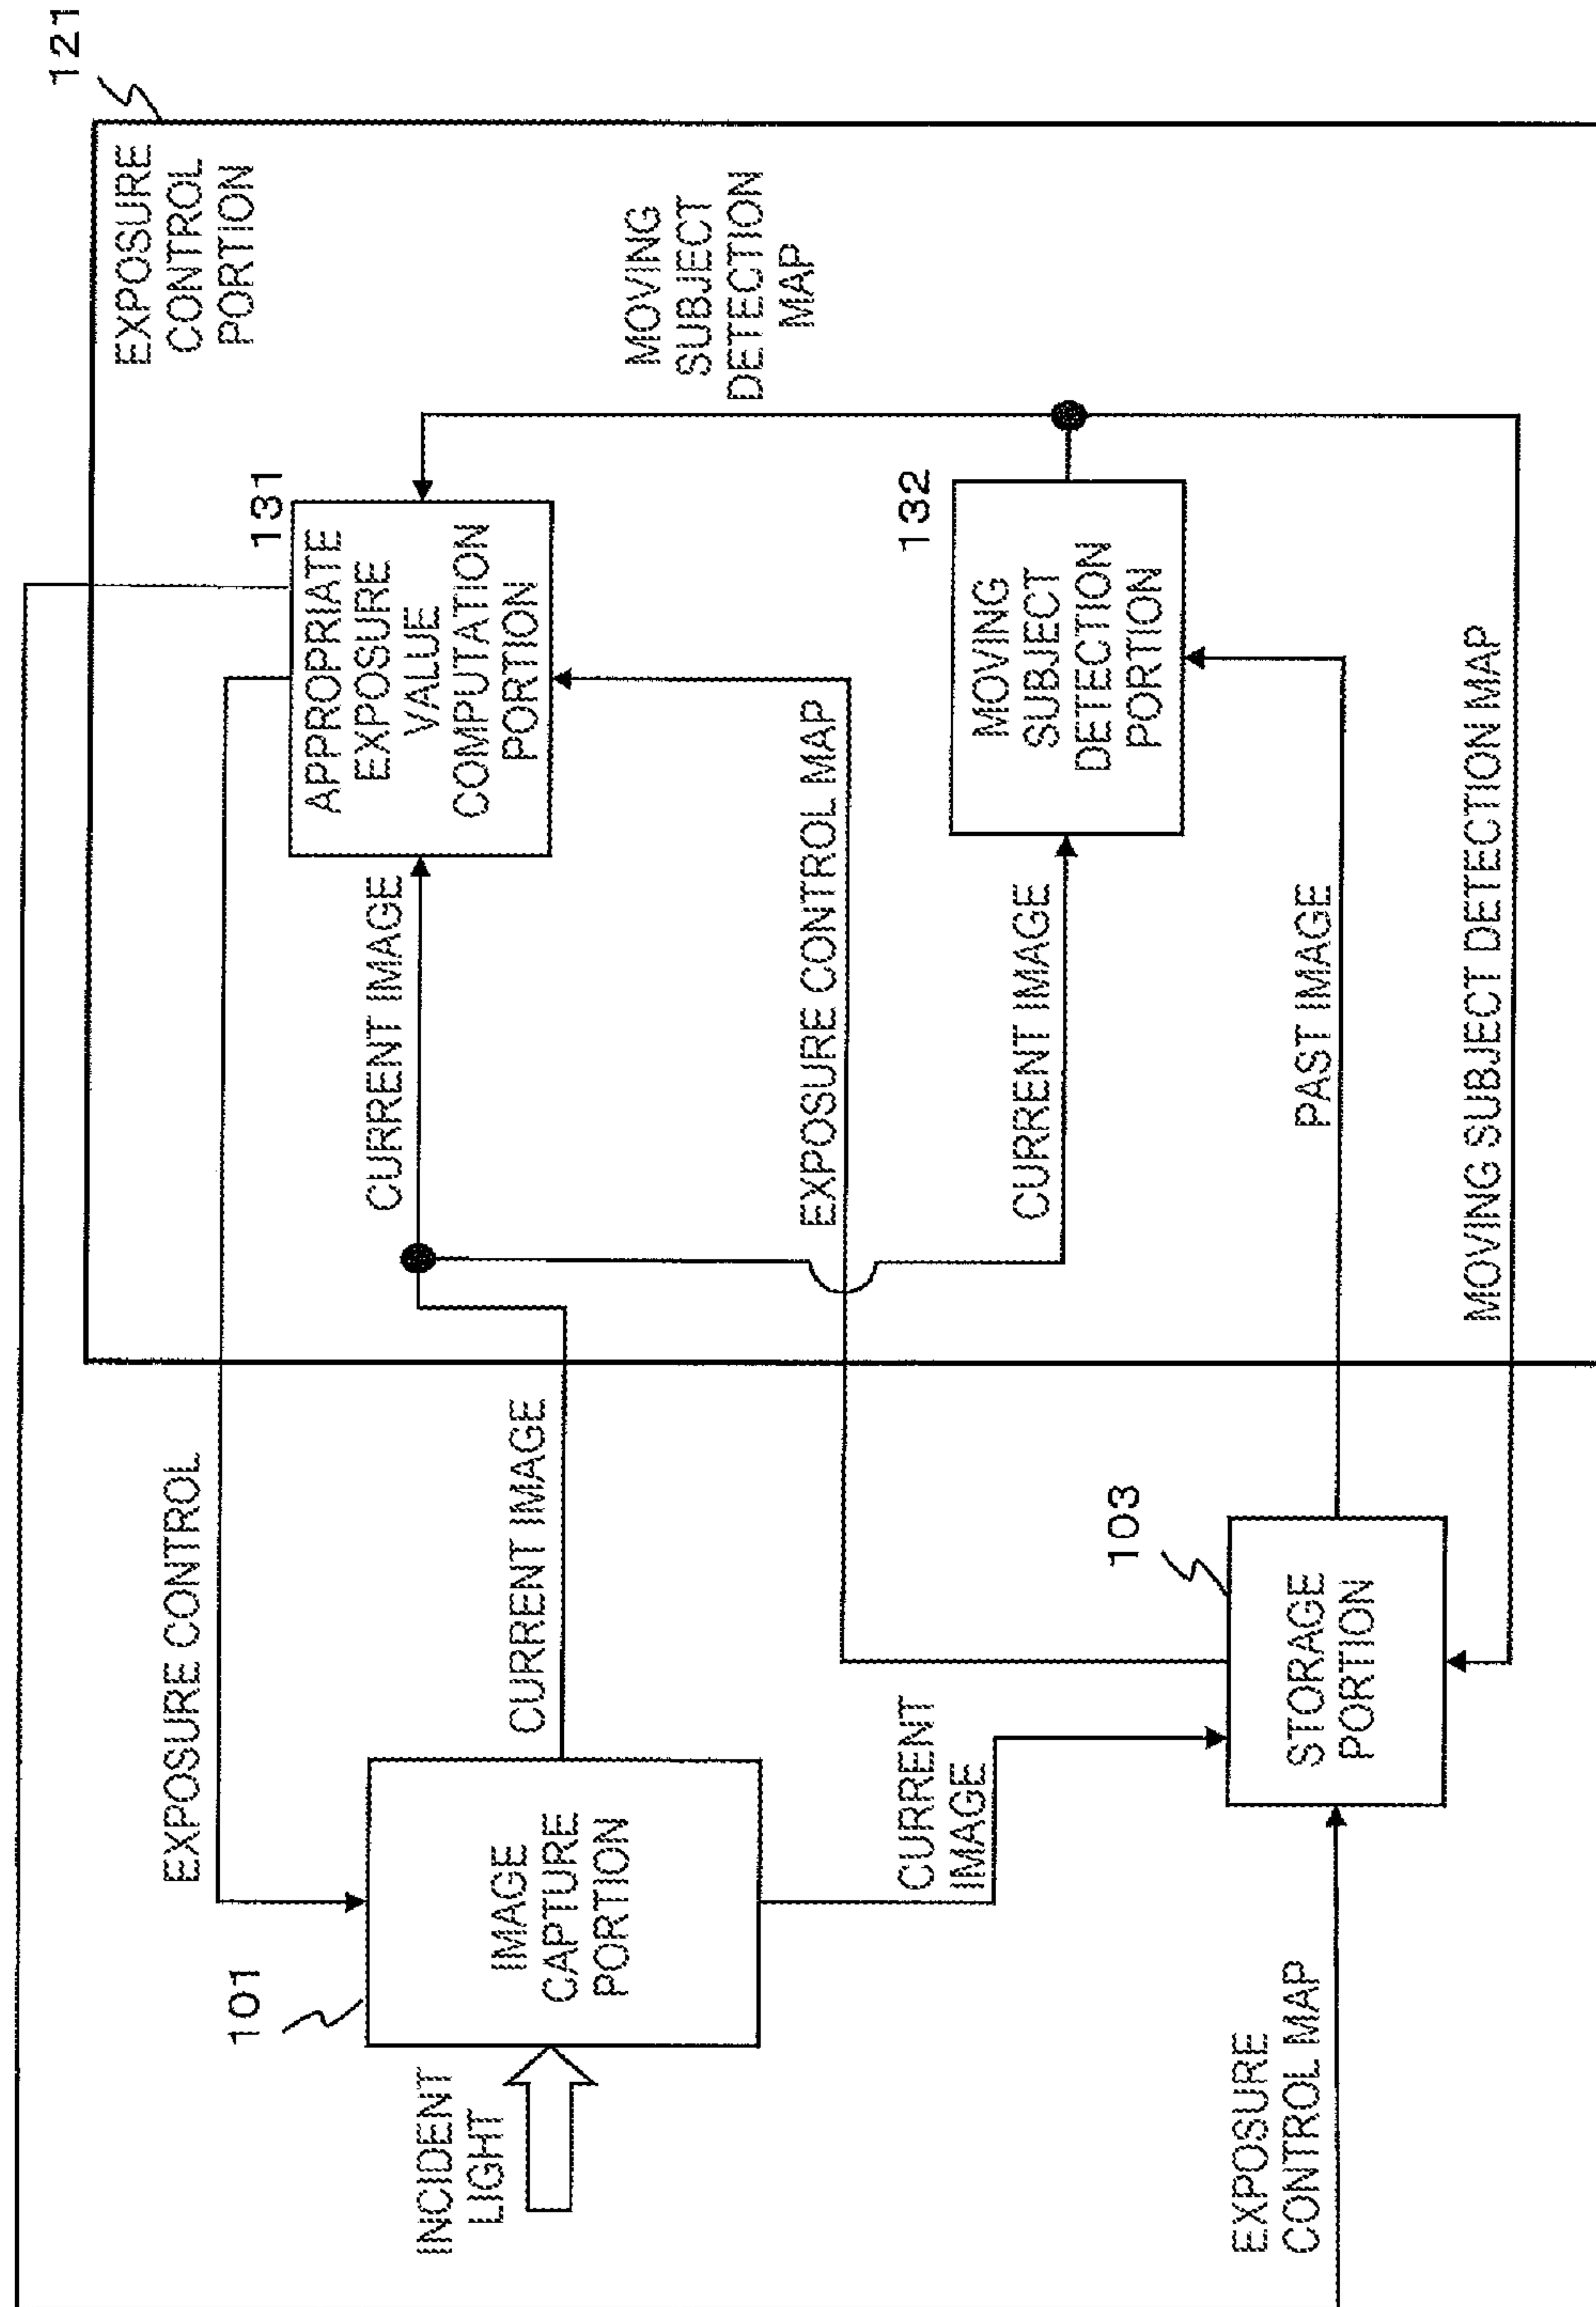 121
EXPOSURE
CONTROL
PORTION
EXPOSURE CONTROL
131
APPROPRIATE
EXPOSURE
VALUE
COMPUTATION
PORTION
MOVING
SUBJECT
DETECTION
MAP
101
INCIDENT
LIGHT
IMAGE
CAPTURE
PORTION
CURRENT IMAGE
CURRENT IMAGE
EXPOSURE CONTROL MAP
132
MOVING
SUBJECT
DETECTION
PORTION
CURRENT
IMAGE
CURRENT IMAGE
103
STORAGE
PORTION
PAST IMAGE
EXPOSURE
CONTROL MAP
MOVING SUBJECT DETECTION MAP